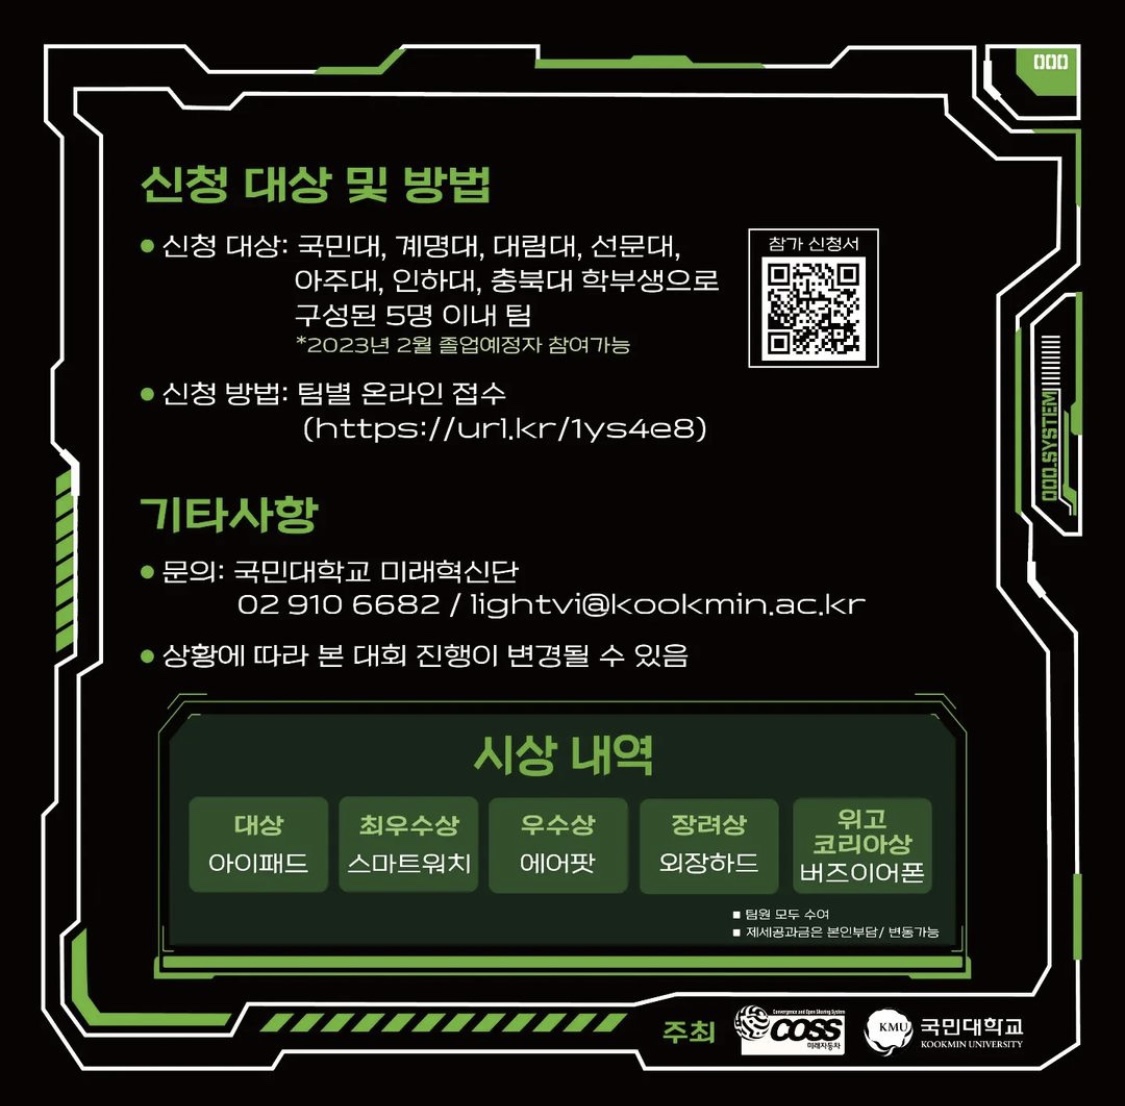 000
신청 대상 및 방법
● 신청 대상: 국민대, 계명대, 대림대, 선문대,
아주대, 인하대, 충북대 학부생으로
구성된 5명 이내 팀
*2023년 2월 졸업예정자 참여가능
참가 신청서
● 신청 방법: 팀별 온라인 접수
(https://url.kr/1ys4e8)
000.SYSTEM
기타사항
● 문의: 국민대학교 미래혁신단
02 910 6682 / lightvi@kookmin.ac.kr
● 상황에 따라 본 대회 진행이 변경될 수 있음
시상 내역
대상
아이패드
최우수상
스마트워치
우수상
에어팟
장려상
외장하드
위고
코리아상
버즈이어폰
■ 팀원 모두 수여
■ 제세공과금은 본인부담/ 변동가능
주최
Convergence and Open Sharing System
COSS
미래자동차
KMU
국민대학교
KOOKMIN UNIVERSITY